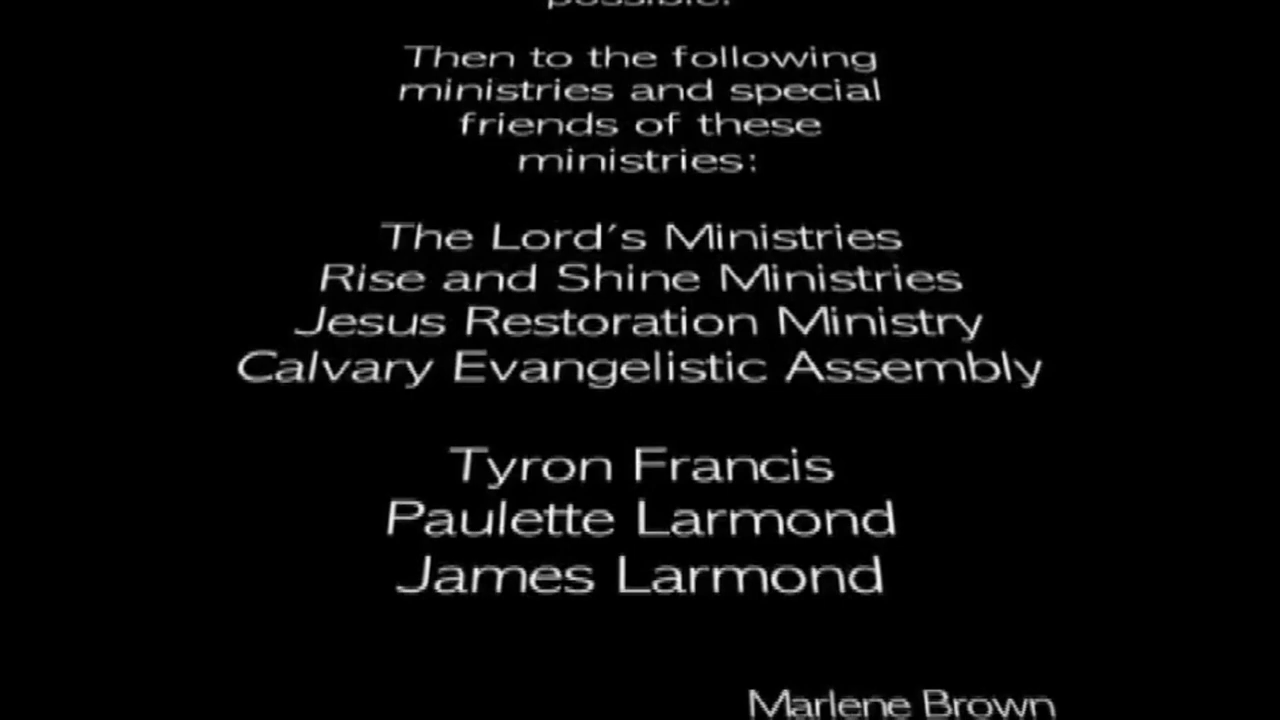 possible.
Then to the following
ministries and special
friends of these
ministries:
The Lord's Ministries
Rise and Shine Ministries
Jesus Restoration Ministry
Calvary Evangelistic Assembly
Tyron Francis
Paulette Larmond
James Larmond
Marlene Brown